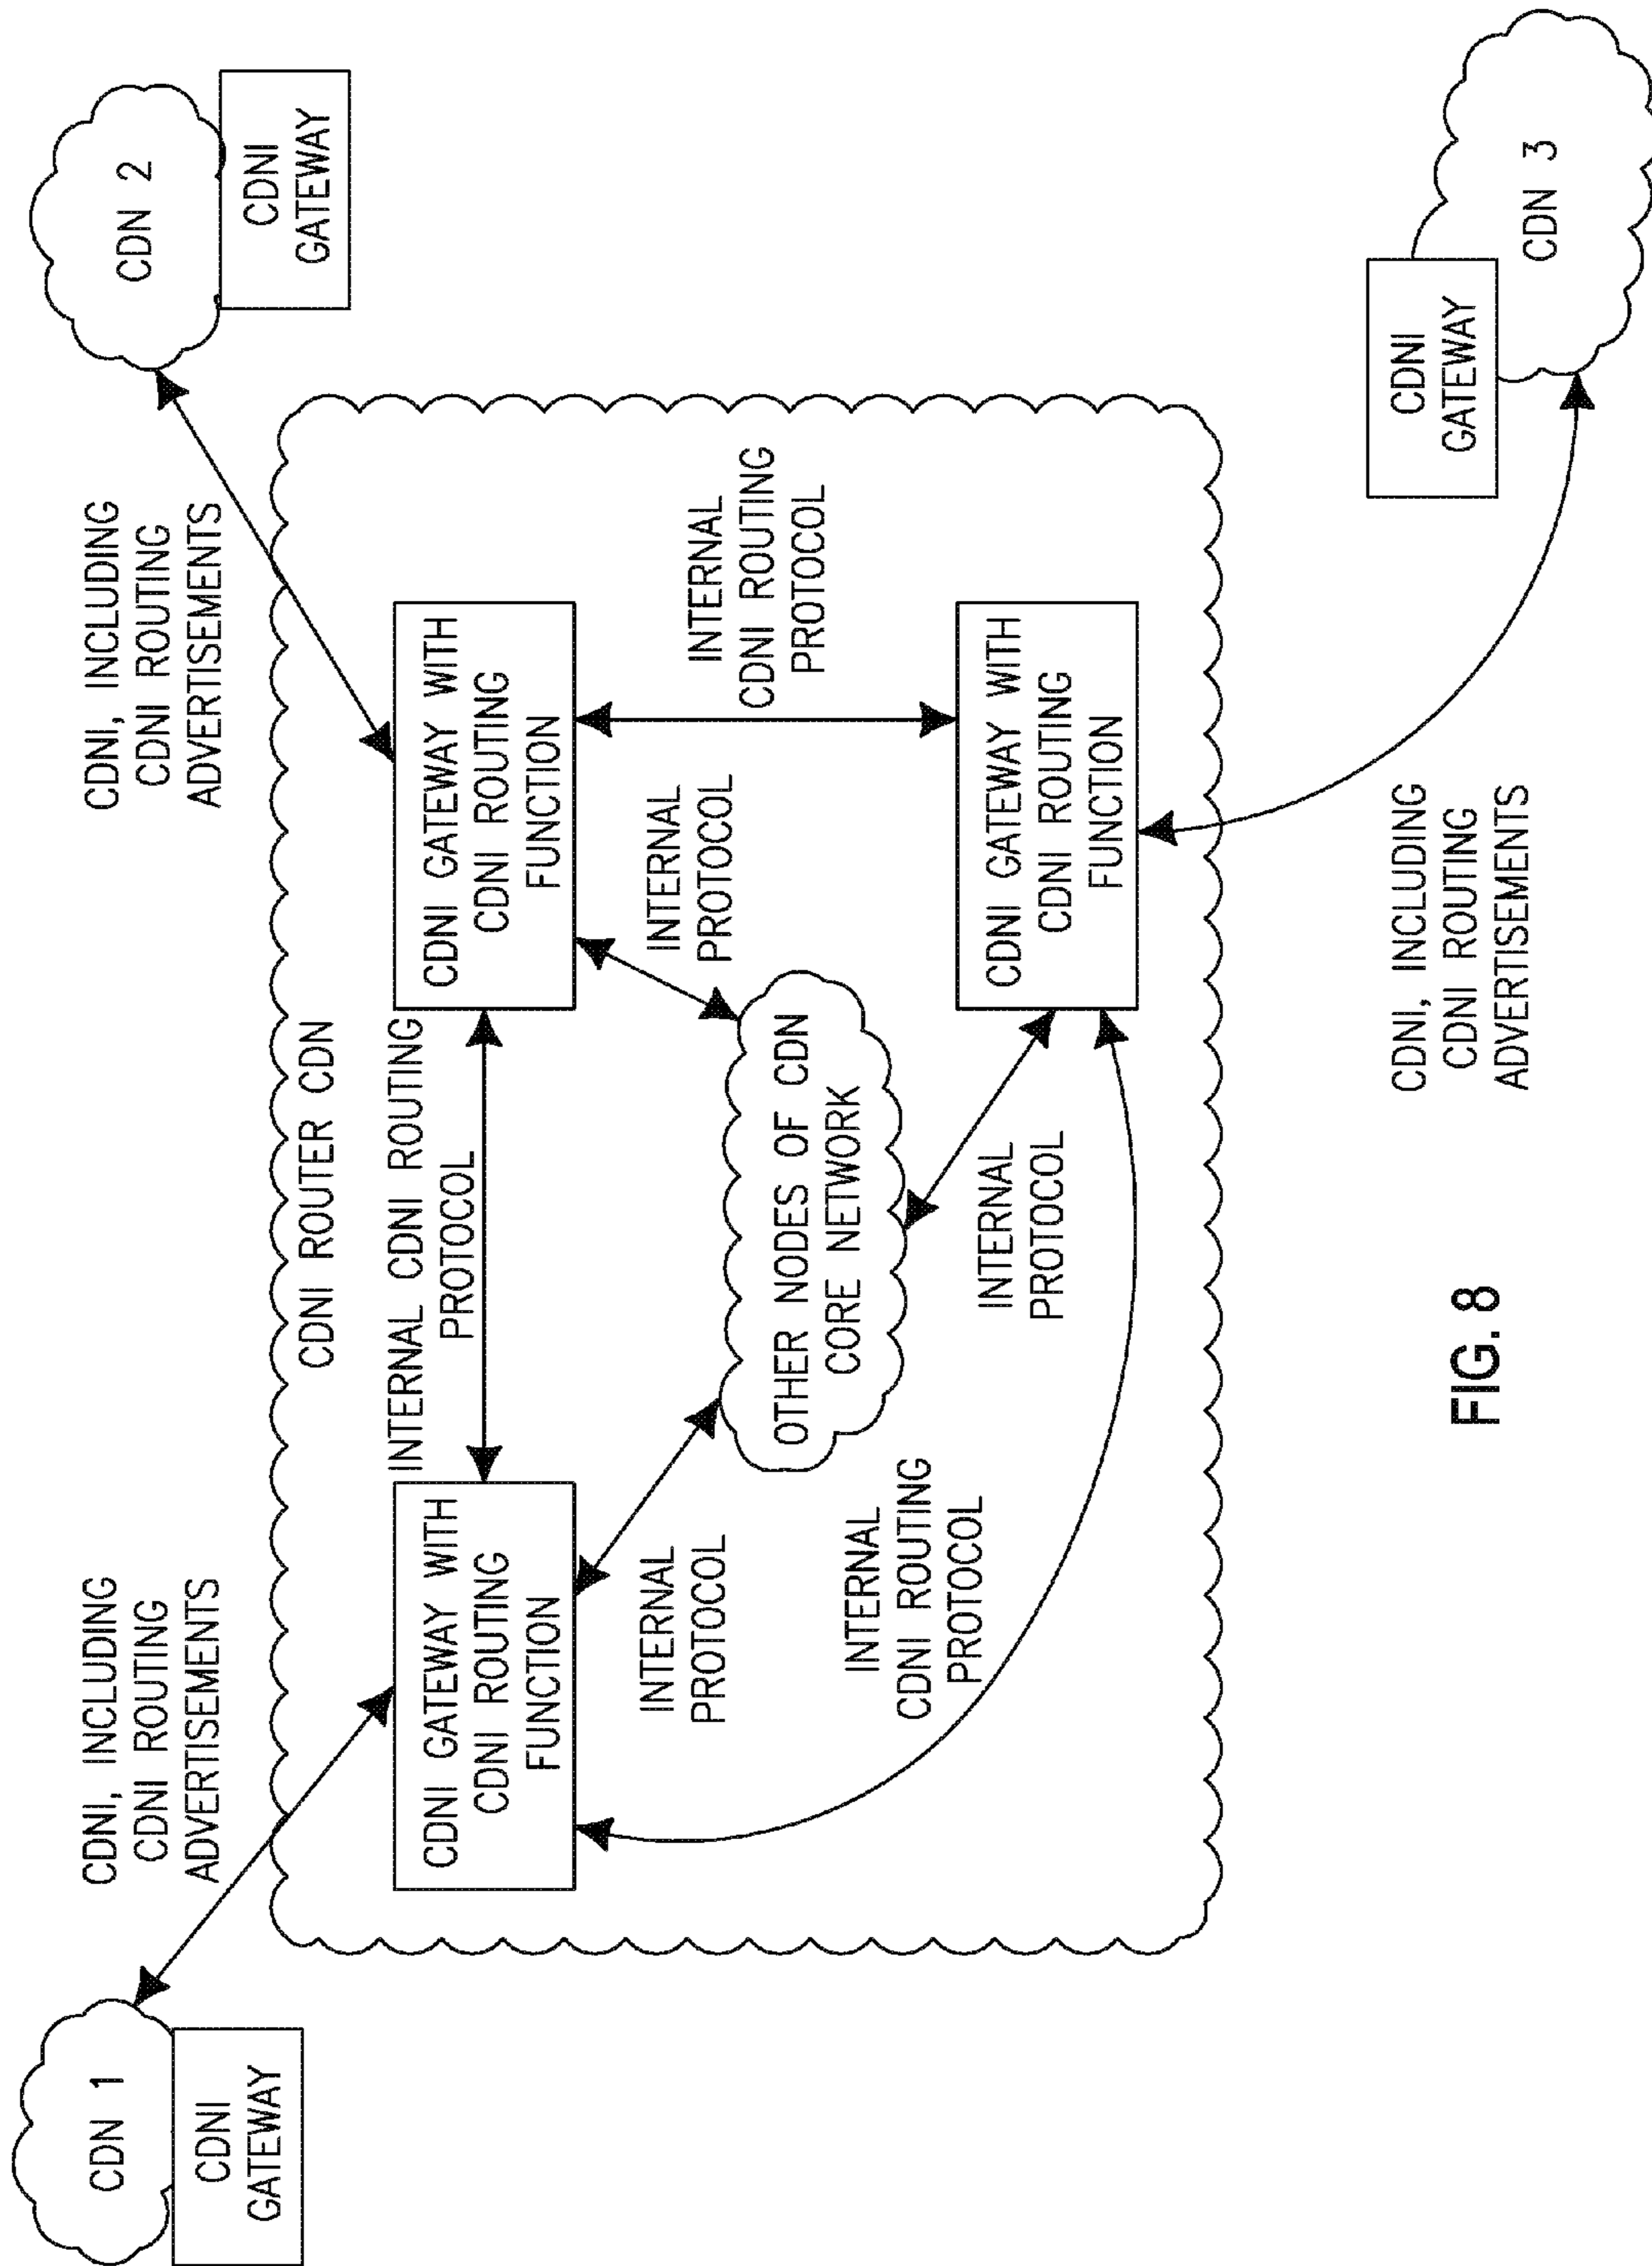 CDN 1
CDNI
GATEWAY
CDNI, INCLUDING
CDNI ROUTING
ADVERTISEMENTS
CDNI, INCLUDING
CDNI ROUTING
ADVERTISEMENTS
CDN 2
CDNI
GATEWAY
CDNI ROUTER CDN
CDNI GATEWAY WITH
CDNI ROUTING
FUNCTION
INTERNAL CDNI ROUTING
PROTOCOL
CDNI GATEWAY WITH
CDNI ROUTING
FUNCTION
INTERNAL
PROTOCOL
INTERNAL
PROTOCOL
INTERNAL
CDNI ROUTING
PROTOCOL
OTHER NODES OF CDN
CORE NETWORK
INTERNAL
CDNI ROUTING
PROTOCOL
INTERNAL
PROTOCOL
CDNI GATEWAY WITH
CDNI ROUTING
FUNCTION
CDNI, INCLUDING
CDNI ROUTING
ADVERTISEMENTS
CDNI
GATEWAY
CDN 3
FIG. 8